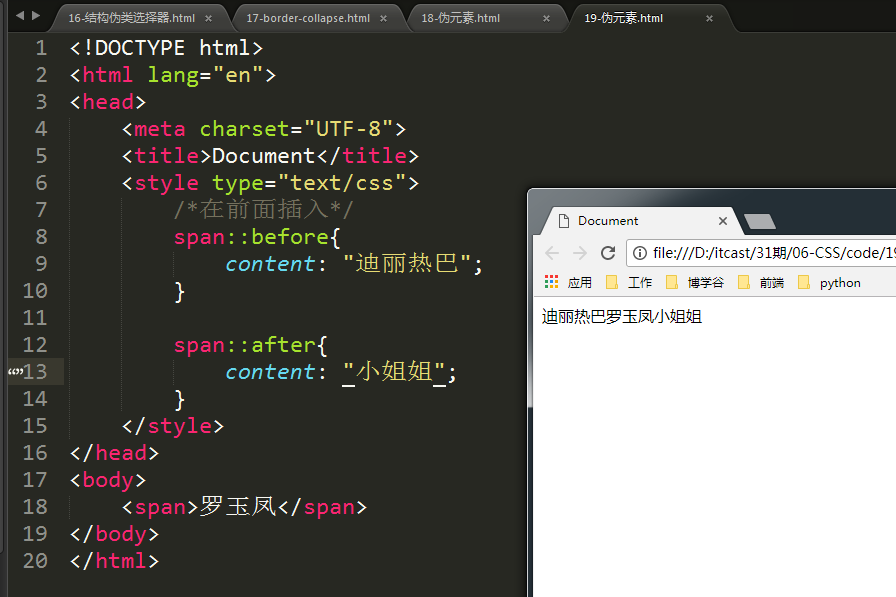 16-结构伪类选择器.html × 17-border-collapse.html × 18-伪元素.html × 19-伪元素.html ×
1 <!DOCTYPE html>
2 <html lang="en">
3 <head>
4 <meta charset="UTF-8">
5 <title>Document</title>
6 <style type="text/css">
7 /*在前面插入*/
8 span::before{
9 content: "迪丽热巴";
10 }
11
12 span::after{
13 content: "小姐姐";
14 }
15 </style>
16 </head>
17 <body>
18 <span>罗玉凤</span>
19 </body>
20 </html>
Document ×
file:///D:/itcast/31期/06-CSS/code/19
应用 工作 博学谷 前端 python
迪丽热巴罗玉凤小姐姐